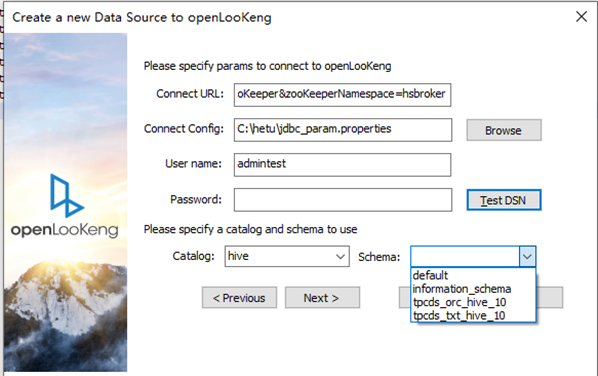 Create a new Data Source to openLooKeng
Please specify params to connect to openLooKeng
Connect URL: oKeeper&zooKeeperNamespace=hsbroker
Connect Config: C:\hetu\jdbc_param.properties Browse
User name: admintest
Password: Test DSN
openLooKeng
Please specify a catalog and schema to use
Catalog: hive Schema:
default
information_schema
tpcds_orc_hive_10
tpcds_txt_hive_10
< Previous Next >